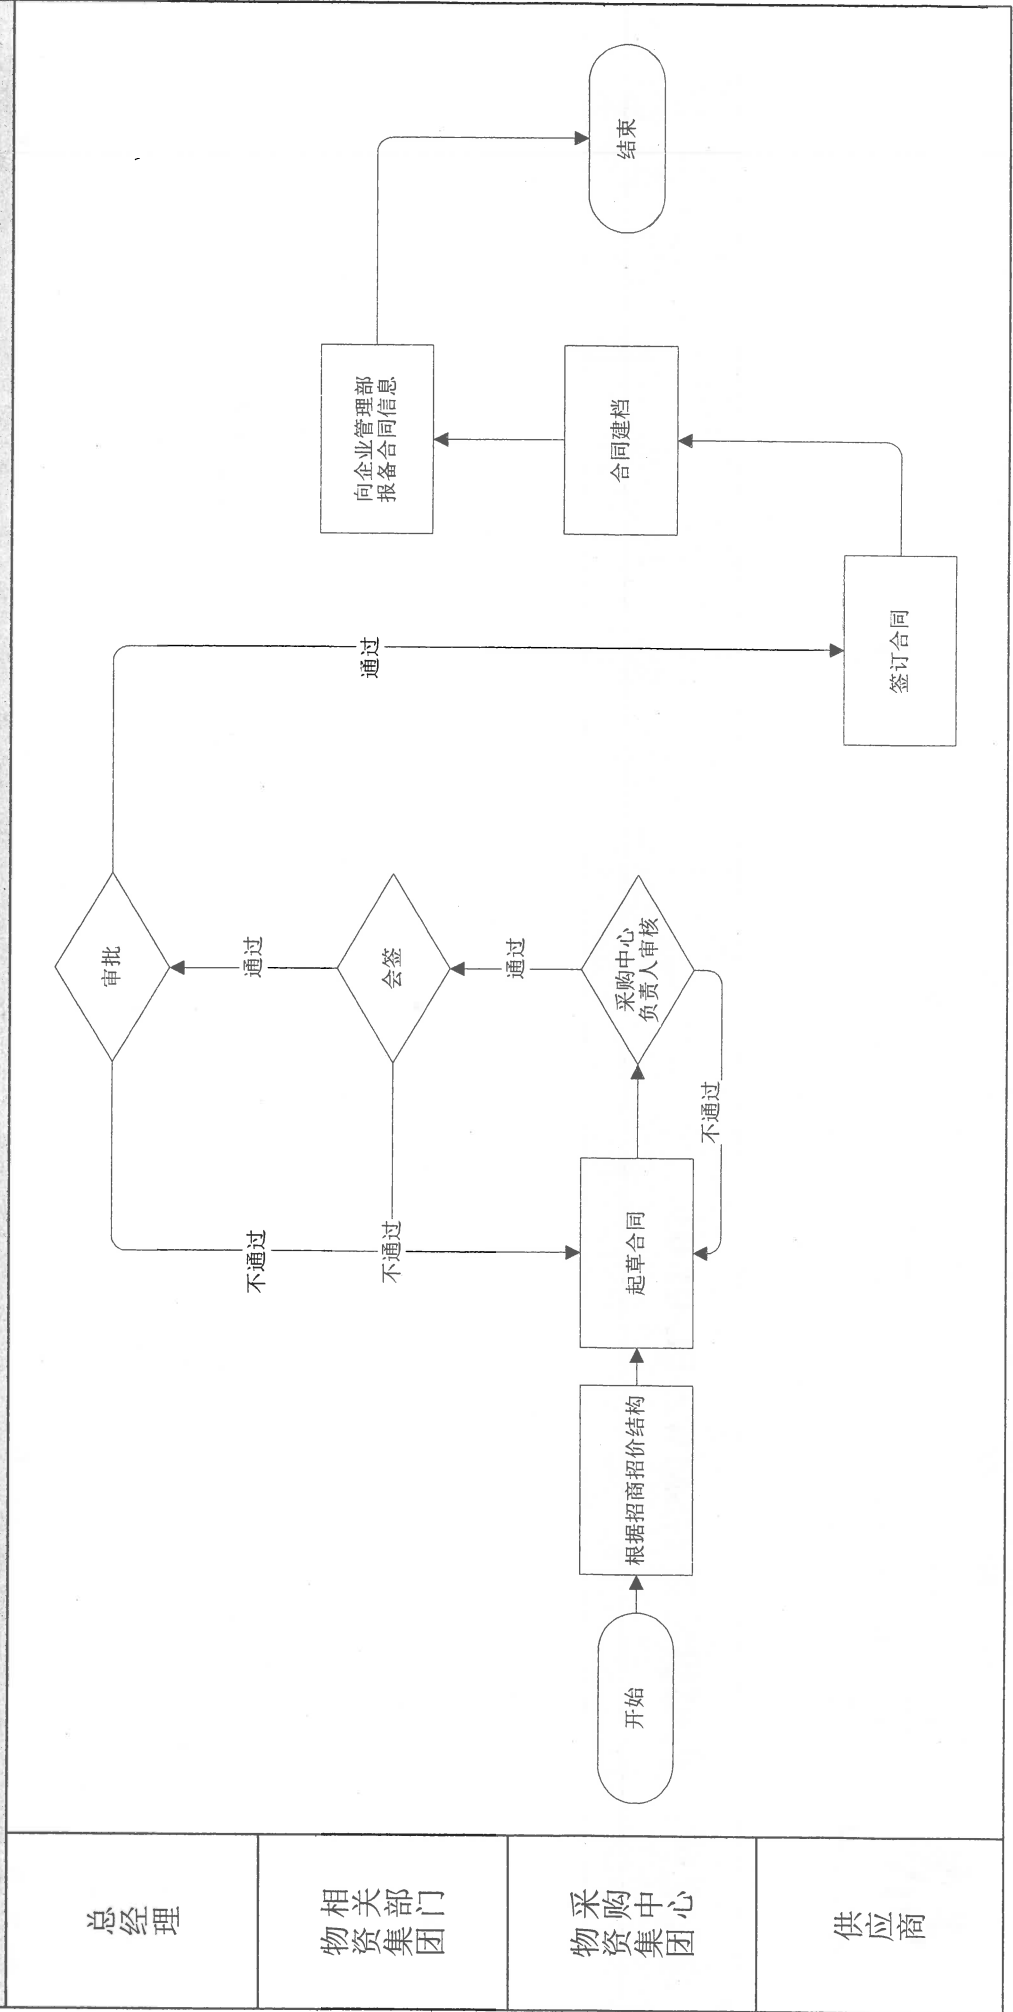 总经理
物资集团
相关部门
物资集团
采购中心
供应商
开始
根据招商招价结构
起草合同
采购中心
负责人审核
不通过
通过
会签
不通过
通过
审批
不通过
通过
签订合同
合同建档
向企业管理部
报备合同信息
结束